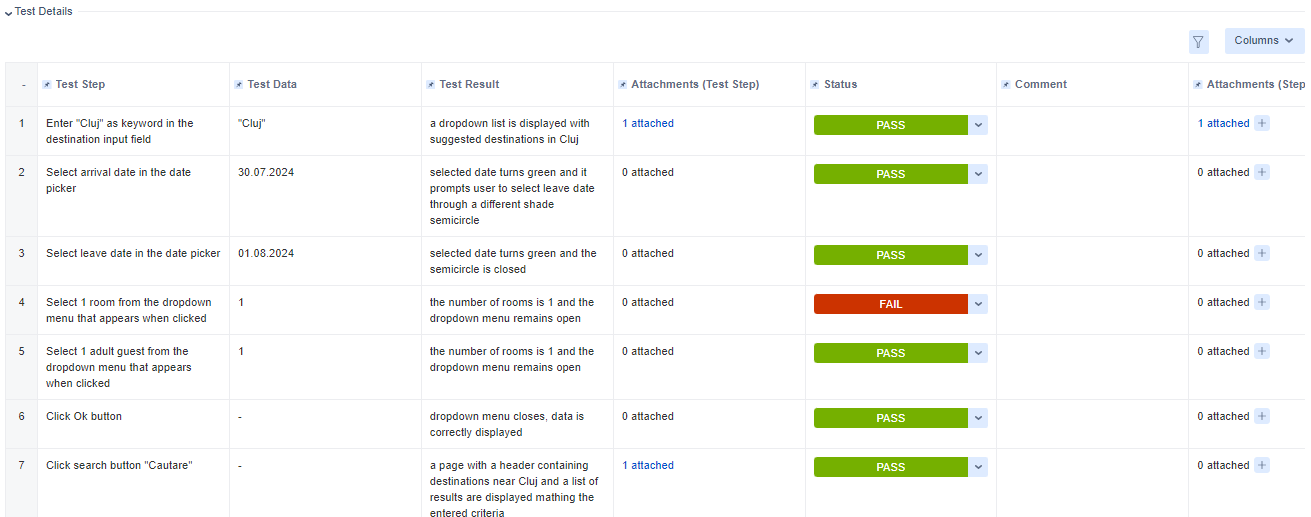 Test Details
Columns
-
Test Step
Test Data
Test Result
Attachments (Test Step)
Status
Comment
Attachments (Step
1
Enter "Cluj" as keyword in the
destination input field
"Cluj"
a dropdown list is displayed with
suggested destinations in Cluj
1 attached
PASS
1 attached
2
Select arrival date in the date
picker
30.07.2024
selected date turns green and it
prompts user to select leave date
through a different shade
semicircle
0 attached
PASS
0 attached
3
Select leave date in the date picker
01.08.2024
selected date turns green and the
semicircle is closed
0 attached
PASS
0 attached
4
Select 1 room from the dropdown
menu that appears when clicked
1
the number of rooms is 1 and the
dropdown menu remains open
0 attached
FAIL
0 attached
5
Select 1 adult guest from the
dropdown menu that appears
when clicked
1
the number of rooms is 1 and the
dropdown menu remains open
0 attached
PASS
0 attached
6
Click Ok button
-
dropdown menu closes, data is
correctly displayed
0 attached
PASS
0 attached
7
Click search button "Cautare"
-
a page with a header containing
destinations near Cluj and a list of
results are displayed mathing the
entered criteria
1 attached
PASS
0 attached